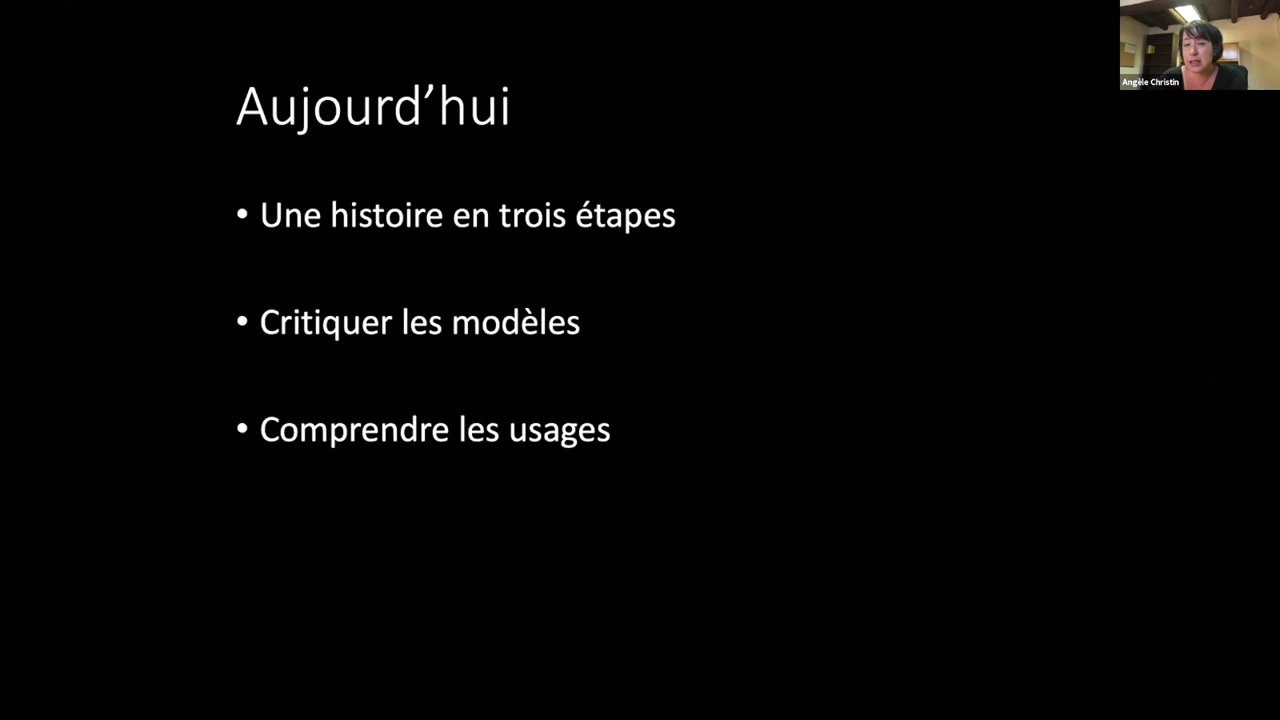 Angèle Christin
Aujourd’hui
• Une histoire en trois étapes
• Critiquer les modèles
• Comprendre les usages